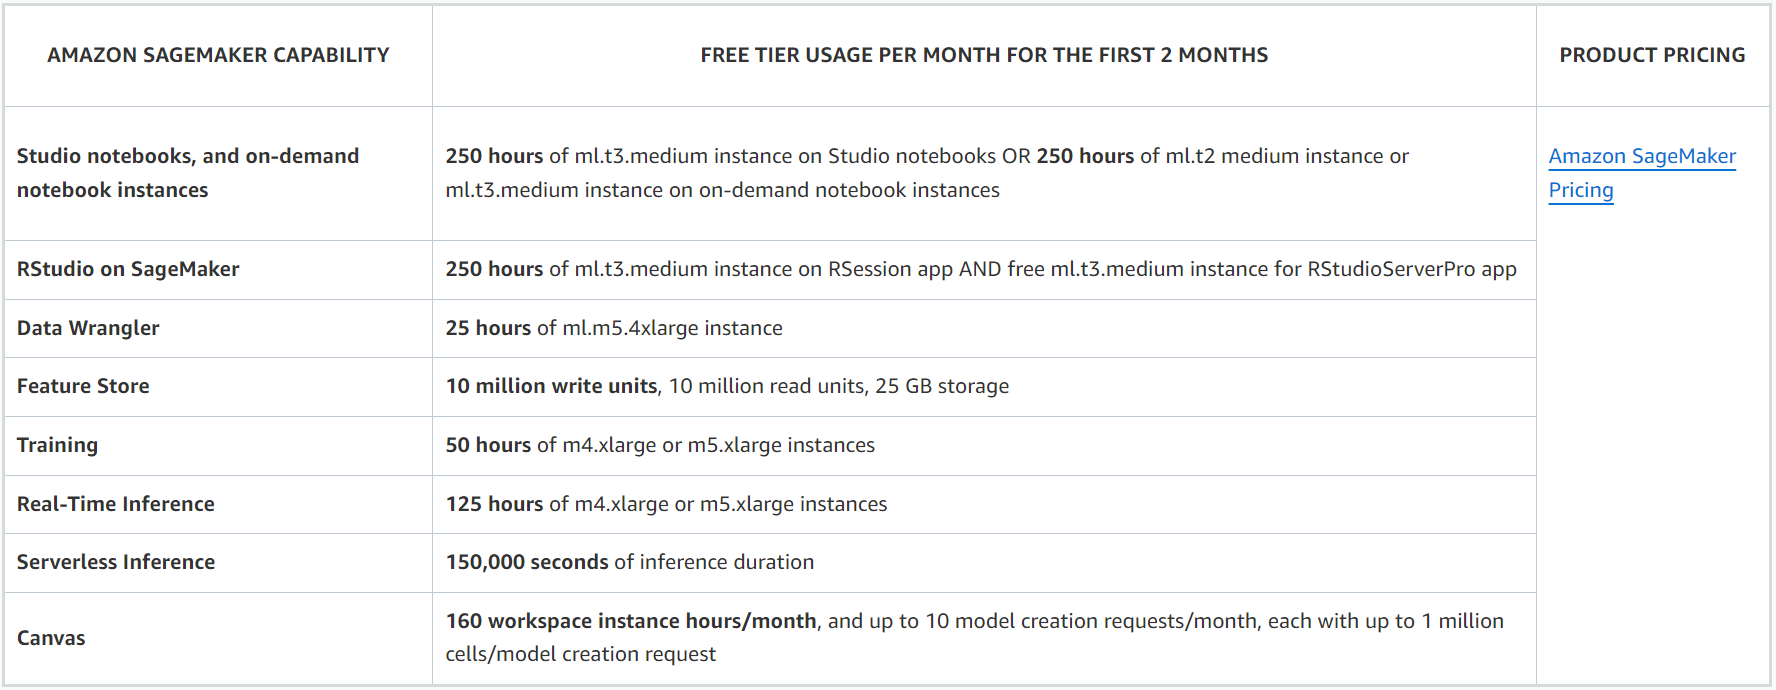 AMAZON SAGEMAKER CAPABILITY
FREE TIER USAGE PER MONTH FOR THE FIRST 2 MONTHS
PRODUCT PRICING
Studio notebooks, and on-demand
notebook instances
250 hours of ml.t3.medium instance on Studio notebooks OR 250 hours of ml.t2 medium instance or
ml.t3.medium instance on on-demand notebook instances
Amazon SageMaker
Pricing
RStudio on SageMaker
250 hours of ml.t3.medium instance on RSession app AND free ml.t3.medium instance for RStudioServerPro app
Data Wrangler
25 hours of ml.m5.4xlarge instance
Feature Store
10 million write units, 10 million read units, 25 GB storage
Training
50 hours of m4.xlarge or m5.xlarge instances
Real-Time Inference
125 hours of m4.xlarge or m5.xlarge instances
Serverless Inference
150,000 seconds of inference duration
Canvas
160 workspace instance hours/month, and up to 10 model creation requests/month, each with up to 1 million
cells/model creation request